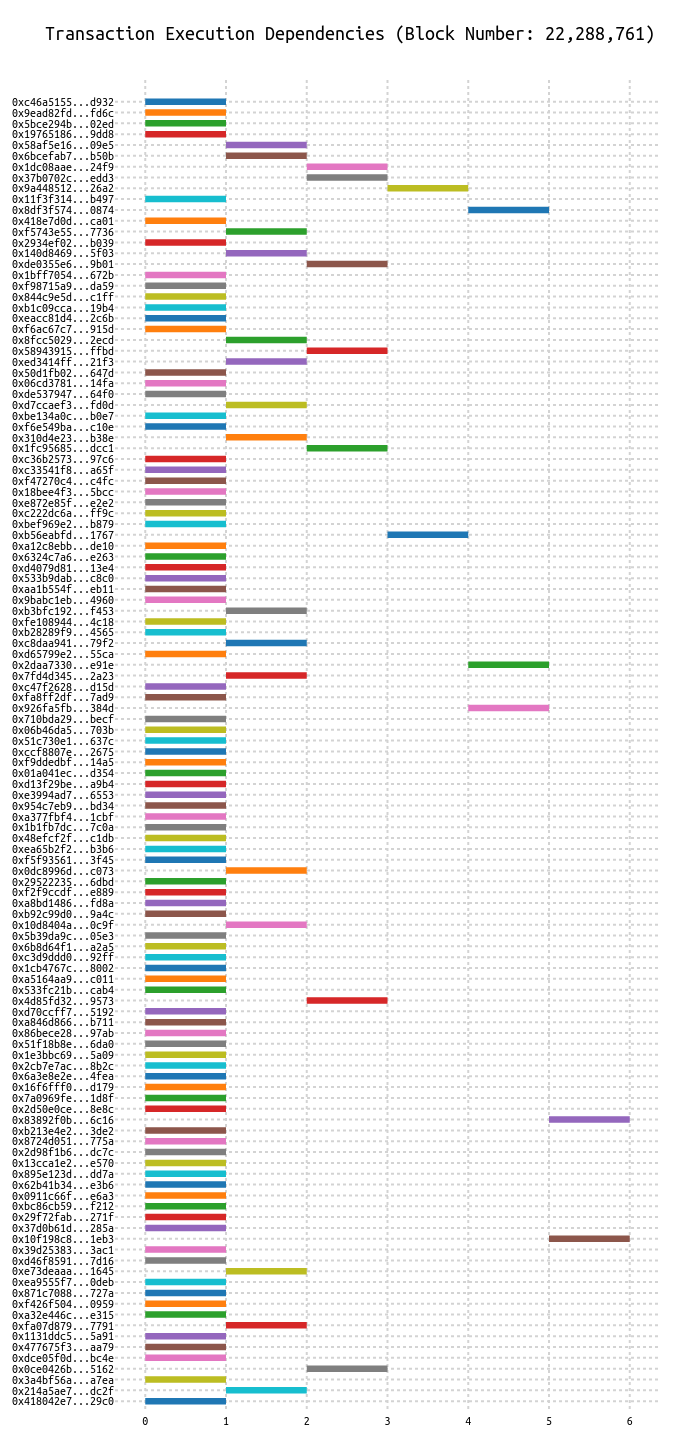 Transaction Execution Dependencies (Block Number: 22,288,761)
0xc46a5155...d932
0x9ead82fd...fd6c
0x5bce294b...02ed
0x19765186...9dd8
0x58af5e16...09e5
0x6bcefab7...b50b
0x1dc08aae...24f9
0x37b0702c...edd3
0x9a448512...26a2
0x11f3f314...b497
0x8df3f574...0874
0x418e7d0d...ca01
0xf5743e55...7736
0x2934ef02...b039
0x140d8469...5f03
0xde0355e6...9b01
0x1bff7054...672b
0xf98715a9...da59
0x844c9e5d...c1ff
0xb1c09cca...19b4
0xeacc81d4...2c6b
0xf6ac67c7...915d
0x8fcc5029...2ecd
0x58943915...ffbd
0xed3414ff...21f3
0x50d1fb02...647d
0x06cd3781...14fa
0xde537947...64f0
0xd7ccaef3...fd0d
0xbe134a0c...b0e7
0xf6e549ba...c10e
0x310d4e23...b38e
0x1fc95685...dcc1
0xc36b2573...97c6
0xc33541f8...a65f
0xf47270c4...c4fc
0x18bee4f3...5bcc
0xe872e85f...e2e2
0xc222dc6a...ff9c
0xbef969e2...b879
0xb56eabfd...1767
0xa12c8ebb...de10
0x6324c7a6...e263
0xd4079d81...13e4
0x533b9dab...c8c0
0xaa1b554f...eb11
0x9babc1eb...4960
0xb3bfc192...f453
0xfe108944...4c18
0xb28289f9...4565
0xc8daa941...79f2
0xd65799e2...55ca
0x2daa7330...e91e
0x7fd4d345...2a23
0xc47f2628...d15d
0xfa8ff2df...7ad9
0x926fa5fb...384d
0x710bda29...becf
0x06b46da5...703b
0x51c730e1...637c
0xccf8807e...2675
0xf9ddedbf...14a5
0x01a041ec...d354
0xd13f29be...a9b4
0xe3994ad7...6553
0x954c7eb9...bd34
0xa377fbf4...1cbf
0x1b1fb7dc...7c0a
0x48efcf2f...c1db
0xea65b2f2...b3b6
0xf5f93561...3f45
0x0dc8996d...c073
0x29522235...6dbd
0xf2f9ccdf...e889
0xa8bd1486...fd8a
0xb92c99d0...9a4c
0x10d8404a...0c9f
0x5b39da9c...05e3
0x6b8d64f1...a2a5
0xc3d9ddd0...92ff
0x1cb4767c...8002
0xa5164aa9...c011
0x533fc21b...cab4
0x4d85fd32...9573
0xd70ccff7...5192
0xa846d866...b711
0x86bece28...97ab
0x51f18b8e...6da0
0x1e3bbc69...5a09
0x2cb7e7ac...8b2c
0x6a3e8e2e...4fea
0x16f6fff0...d179
0x7a0969fe...1d8f
0x2d50e0ce...8e8c
0x83892f0b...6c16
0xb213e4e2...3de2
0x8724d051...775a
0x2d98f1b6...dc7c
0x13cca1e2...e570
0x895e123d...dd7a
0x62b41b34...e3b6
0x0911c66f...e6a3
0xbc86cb59...f212
0x29f72fab...271f
0x37d0b61d...285a
0x10f198c8...1eb3
0x39d25383...3ac1
0xd46f8591...7d16
0xe73deaaa...1645
0xea9555f7...0deb
0x871c7088...727a
0xf426f504...0959
0xa32e446c...e315
0xfa07d879...7791
0x1131ddc5...5a91
0x477675f3...aa79
0xdce05f0d...bc4e
0x0ce0426b...5162
0x3a4bf56a...a7ea
0x214a5ae7...dc2f
0x418042e7...29c0
0 1 2 3 4 5 6